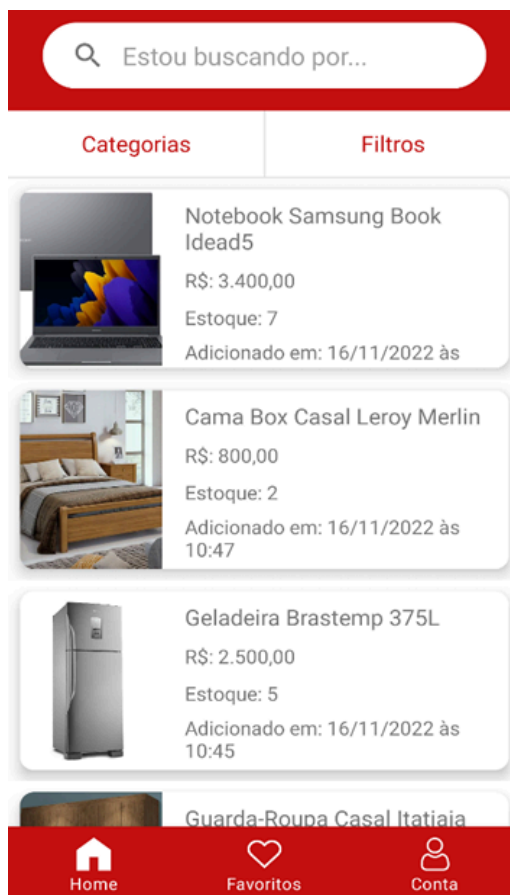 Estou buscando por...
Categorias
Filtros
Notebook Samsung Book
Idead5
R$: 3.400,00
Estoque: 7
Adicionado em: 16/11/2022 às
Cama Box Casal Leroy Merlin
R$: 800,00
Estoque: 2
Adicionado em: 16/11/2022 às
10:47
Geladeira Brastemp 375L
R$: 2.500,00
Estoque: 5
Adicionado em: 16/11/2022 às
10:45
Guarda-Roupa Casal Itatiaia
Home
Favoritos
Conta